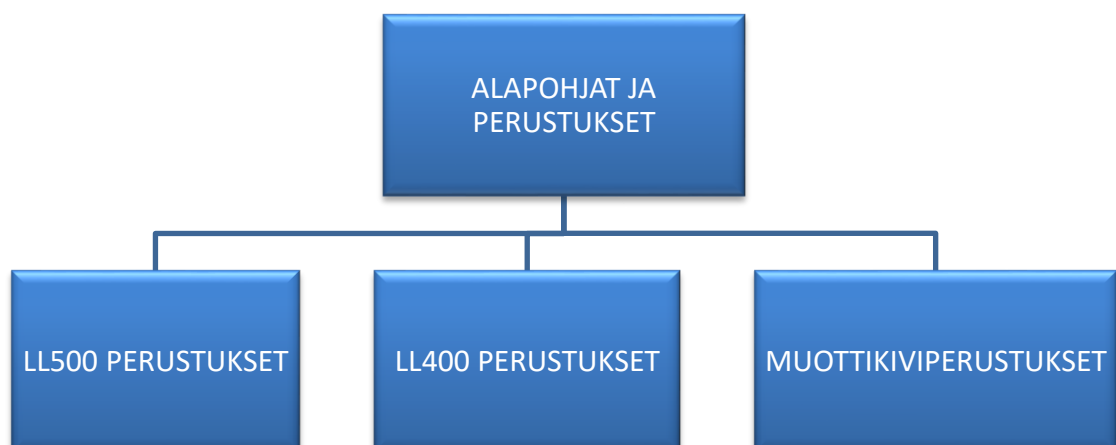 ALAPOHJAT JA
PERUSTUKSET
LL500 PERUSTUKSET
LL400 PERUSTUKSET
MUOTTIKIVIPERUSTUKSET